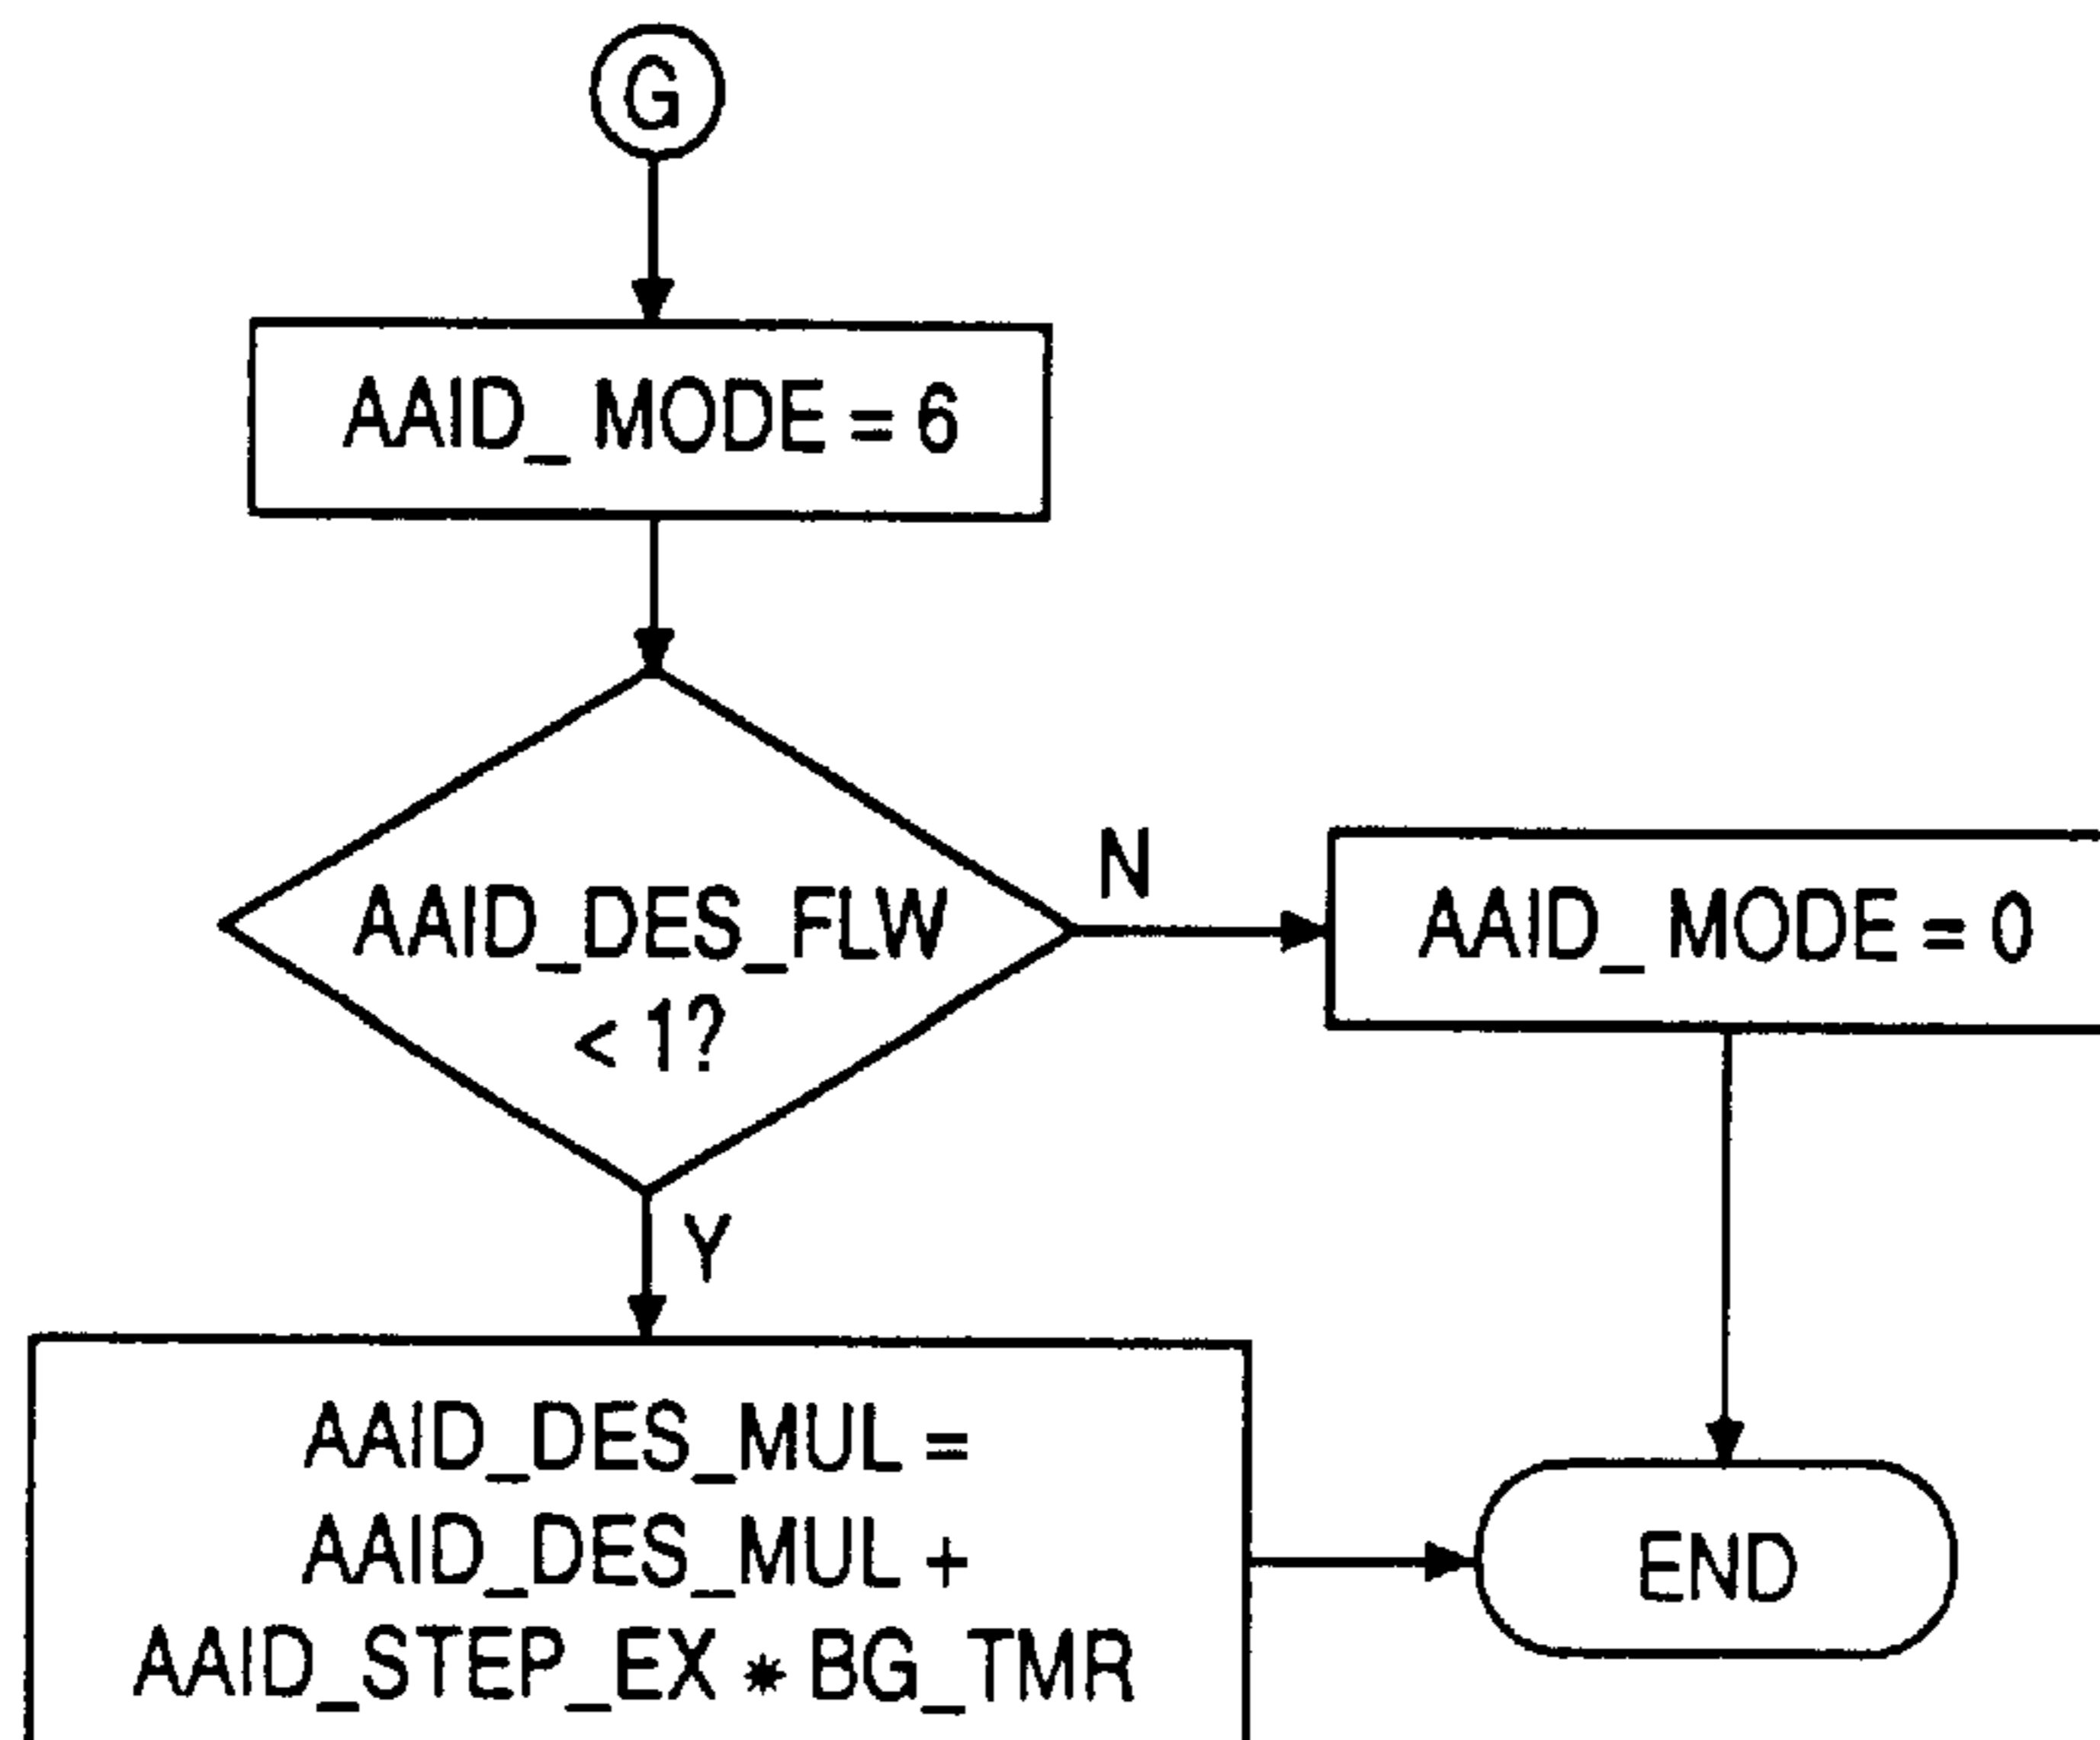 G
AAID_ MODE = 6
AAID_DES_FLW
< 1?
N
AAID_ MODE = 0
Y
AAID_DES_MUL =
AAID_DES_MUL +
AAID_STEP_EX * BG_TMR
END